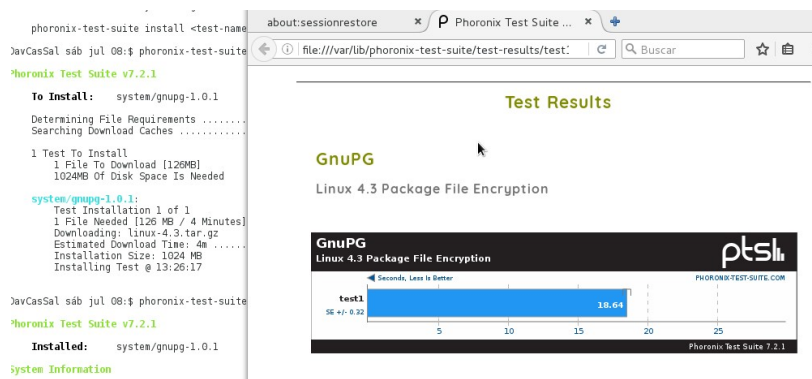 phoronix-test-suite install <test-name
DavCasSal sáb jul 08:$ phoronix-test-suite
Phoronix Test Suite v7.2.1
To Install: system/gnupg-1.0.1
Determining File Requirements ........
Searching Download Caches ............
1 Test To Install
1 File To Download [126MB]
1024MB Of Disk Space Is Needed
system/gnupg-1.0.1:
Test Installation 1 of 1
1 File Needed [126 MB / 4 Minutes]
Downloading: linux-4.3.tar.gz
Estimated Download Time: 4m ......
Installation Size: 1024 MB
Installing Test @ 13:26:17
DavCasSal sáb jul 08:$ phoronix-test-suite
Phoronix Test Suite v7.2.1
Installed: system/gnupg-1.0.1
System Information
about:sessionrestore
Phoronix Test Suite ...
file:///var/lib/phoronix-test-suite/test-results/test1
Buscar
Test Results
GnuPG
Linux 4.3 Package File Encryption
GnuPG
Linux 4.3 Package File Encryption
ptsl
Seconds, Less Is Better
PHORONIX-TEST-SUITE.COM
test1
SE +/- 0.32
18.64
5 10 15 20 25
Phoronix Test Suite 7.2.1